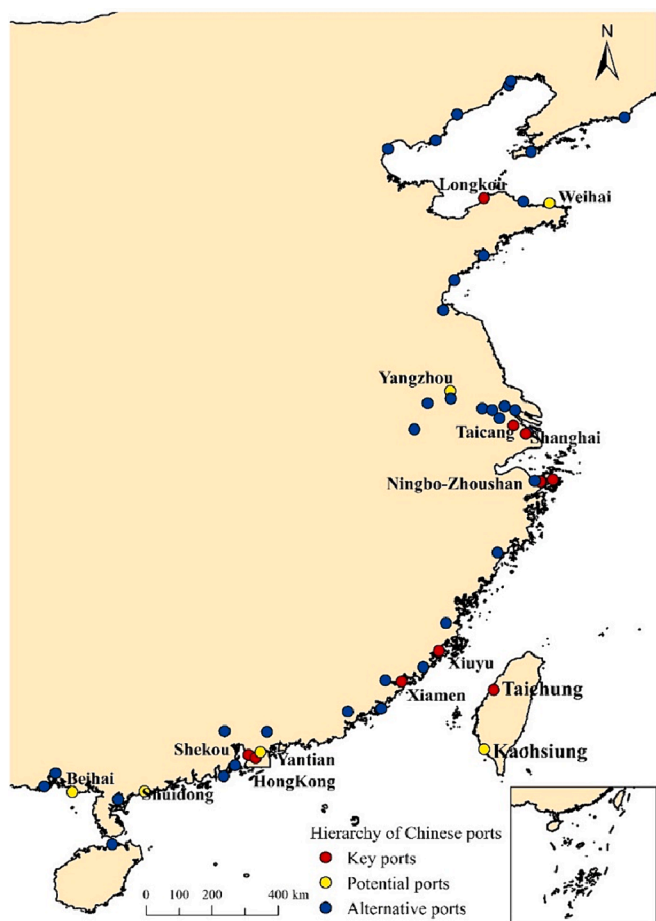 N
Longkou
Weihai
Yangzhou
Taicang
Shanghai
Ningbo-Zhoushan
Xiuyu
Xiamen
Taichung
Shekou
Yantian
Kaohsiung
Beihai
HongKong
Shuidong
Hierarchy of Chinese ports
Key ports
Potential ports
Alternative ports
0 100 200 400 km